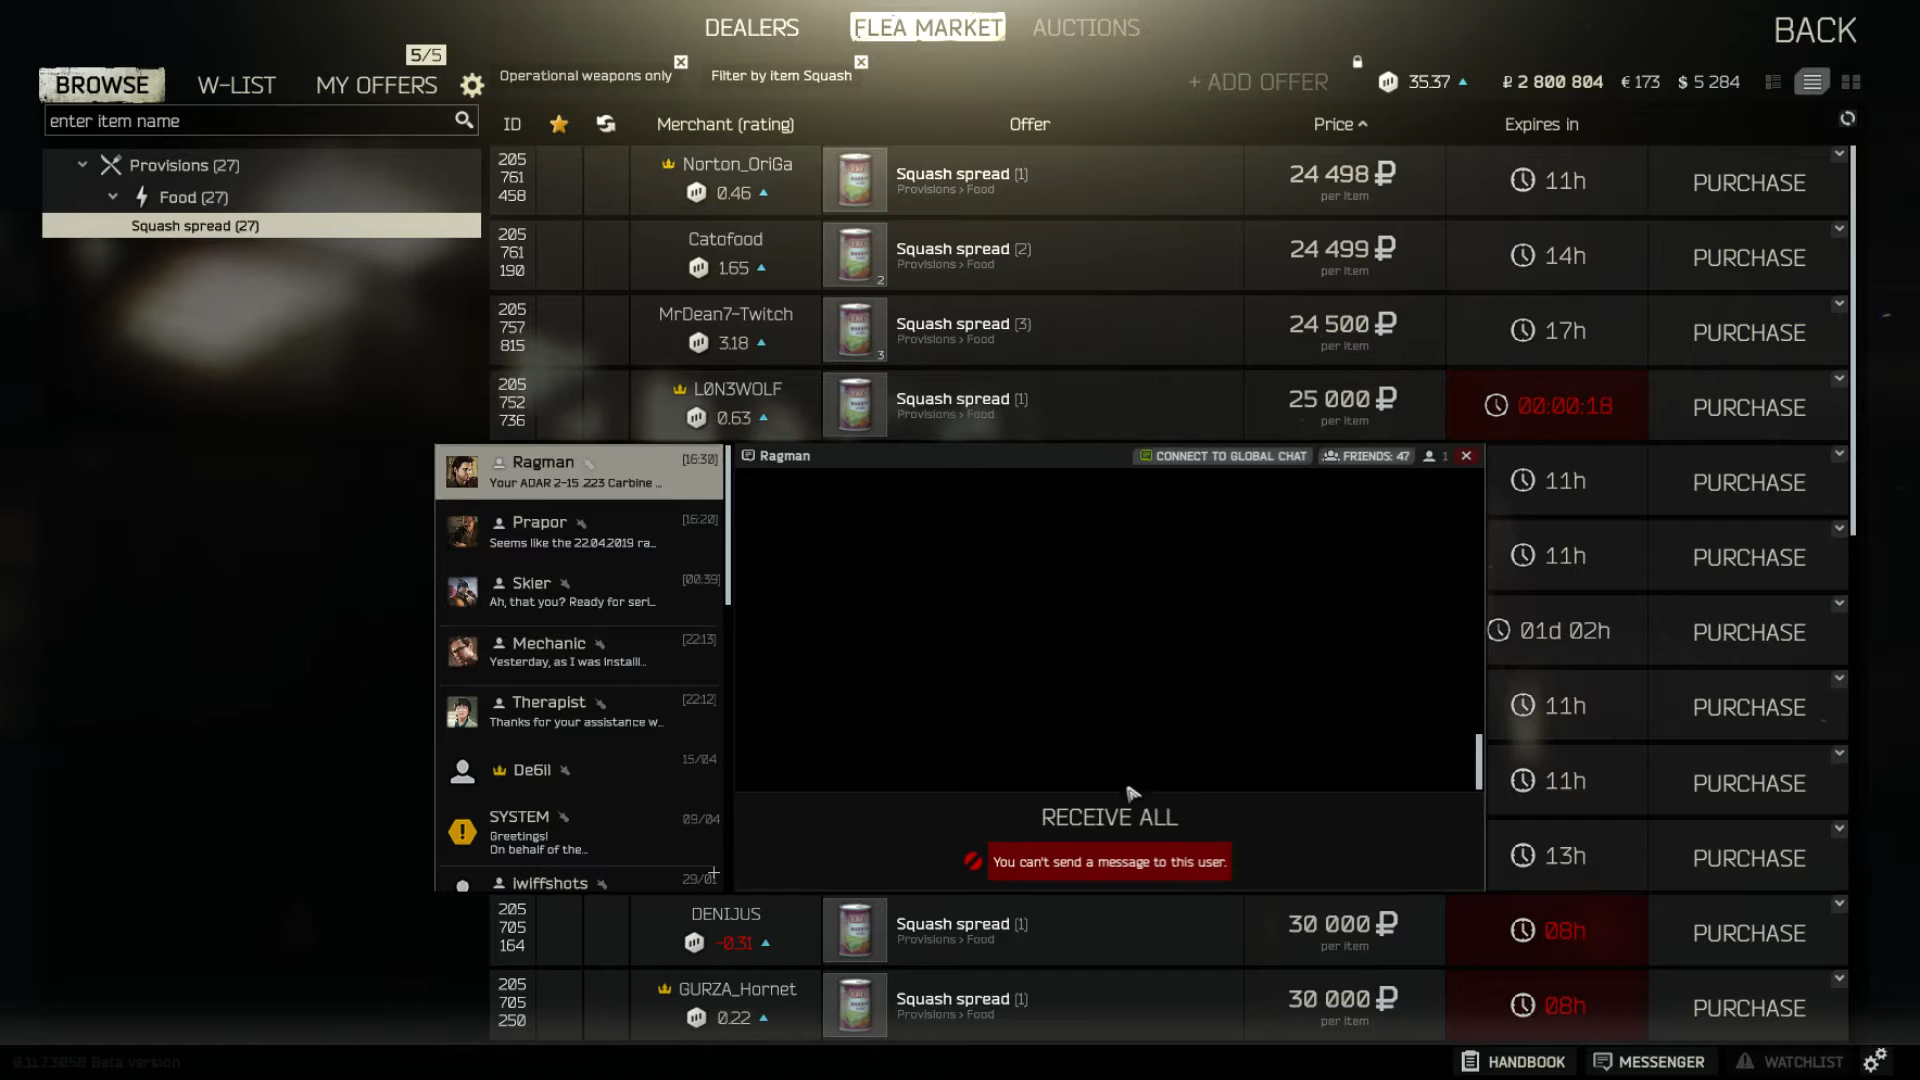 DEALERS
FLEA MARKET
AUCTIONS
BACK
5/5
BROWSE
W-LIST
MY OFFERS
Operational weapons only
Filter by item Squash
+ ADD OFFER
35.37
₽ 2 800 804
€ 173
$ 5 284
enter item name
ID
Merchant (rating)
Offer
Price
Expires in
Provisions (27)
Food (27)
Squash spread (27)
205
761
458
Norton_OriGa
0.46
Squash spread (1)
Provisions > Food
24 498 ₽
per item
11h
PURCHASE
205
761
190
Catofood
1.65
2
Squash spread (2)
Provisions > Food
24 499 ₽
per item
14h
PURCHASE
205
757
815
MrDean7-Twitch
3.18
3
Squash spread (3)
Provisions > Food
24 500 ₽
per item
17h
PURCHASE
205
752
736
L0N3WOLF
0.63
Squash spread (1)
Provisions > Food
25 000 ₽
per item
00:00:18
PURCHASE
Ragman
[16:30]
Your ADAR 2-15 .223 Carbine ...
Prapor
[16:20]
Seems like the 22.04.2019 ra...
Skier
[00:39]
Ah, that you? Ready for seri...
Mechanic
[22:13]
Yesterday, as I was installi...
Therapist
[22:12]
Thanks for your assistance w...
De6il
15/04
SYSTEM
09/04
Greetings!
On behalf of the...
iwiffshots
29/01
Ragman
CONNECT TO GLOBAL CHAT
FRIENDS: 47
1
RECEIVE ALL
You can't send a message to this user.
11h
PURCHASE
11h
PURCHASE
01d 02h
PURCHASE
11h
PURCHASE
11h
PURCHASE
13h
PURCHASE
205
705
164
DENIJUS
-0.31
Squash spread (1)
Provisions > Food
30 000 ₽
per item
08h
PURCHASE
205
705
250
GURZA_Hornet
0.22
Squash spread (1)
Provisions > Food
30 000 ₽
per item
08h
PURCHASE
Beta version
HANDBOOK
MESSENGER
WATCHLIST